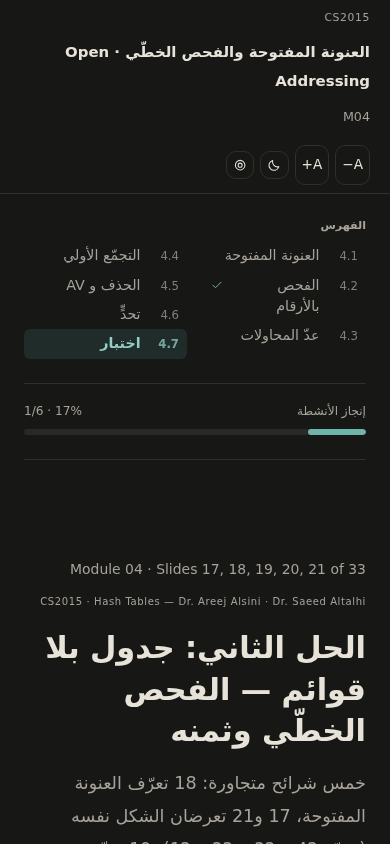 CS2015
العنونة المفتوحة والفحص الخطّي · Open
Addressing
M04
A−
A+
الفهرس
4.1 العنونة المفتوحة
4.2 الفحص
بالأرقام
4.3 عدّ المحاولات
4.4 التجمّع الأولي
4.5 الحذف و AV
4.6 تحدٍّ
4.7 اختبار
إنجاز الأنشطة
1/6 · 17%
Module 04 · Slides 17, 18, 19, 20, 21 of 33
CS2015 · Hash Tables — Dr. Areej Alsini · Dr. Saeed Altalhi
الحل الثاني: جدول بلا
قوائم — الفحص
الخطّي وثمنه
خمس شرائح متجاورة: 18 تعرّف العنونة
المفتوحة، 17 و21 تعرضان الشكل نفسه